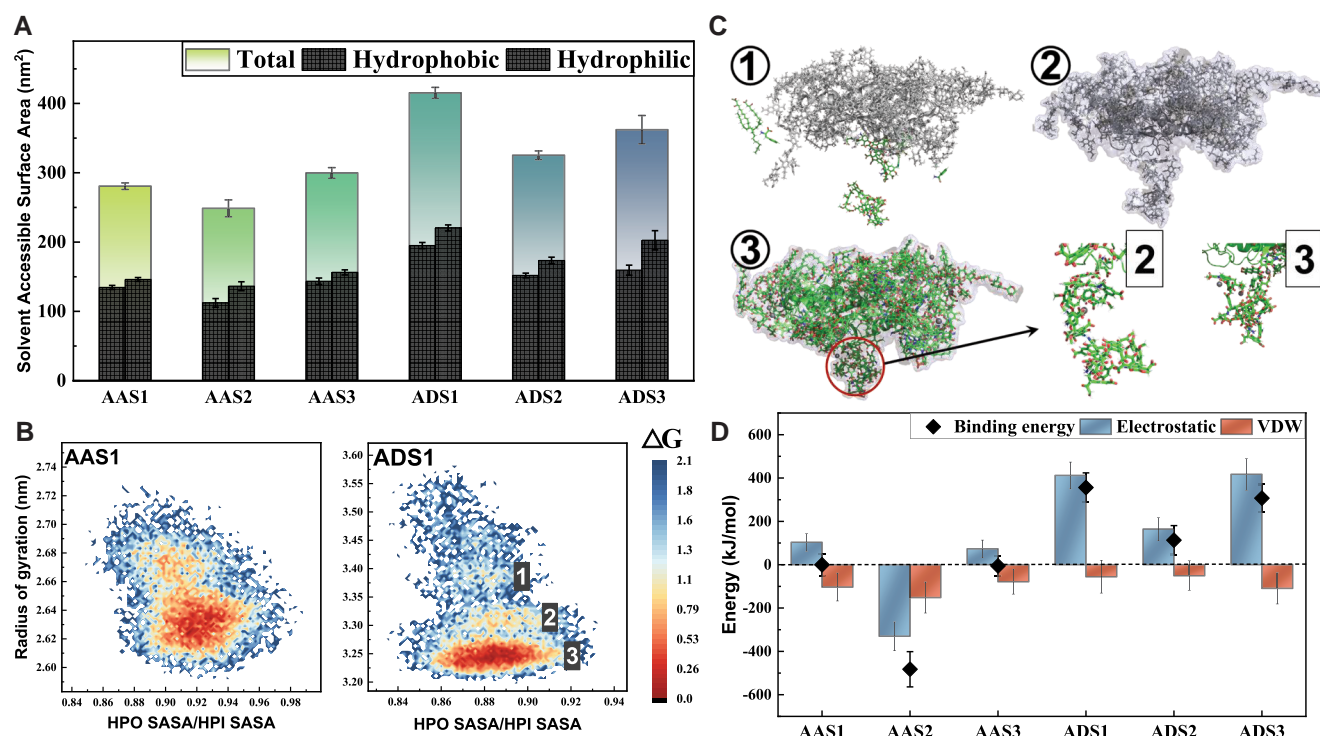 A
Solvent Accessible Surface Area (nm²)
Total Hydrophobic Hydrophilic
400
300
200
100
0
AAS1 AAS2 AAS3 ADS1 ADS2 ADS3
B
Radius of gyration (nm)
AAS1
2.74
2.72
2.70
2.68
2.66
2.64
2.62
2.60
0.84 0.86 0.88 0.90 0.92 0.94 0.96 0.98
HPO SASA/HPI SASA
ADS1
3.60
3.55
3.50
3.45
3.40
3.35
3.30
3.25
3.20
1
2
3
0.84 0.86 0.88 0.90 0.92 0.94
HPO SASA/HPI SASA
ΔG
2.1
1.8
1.6
1.3
1.1
0.79
0.53
0.26
0.0
C
1
2
3
2
3
D
Energy (kJ/mol)
Binding energy Electrostatic VDW
600
400
200
0
-200
-400
-600
AAS1 AAS2 AAS3 ADS1 ADS2 ADS3